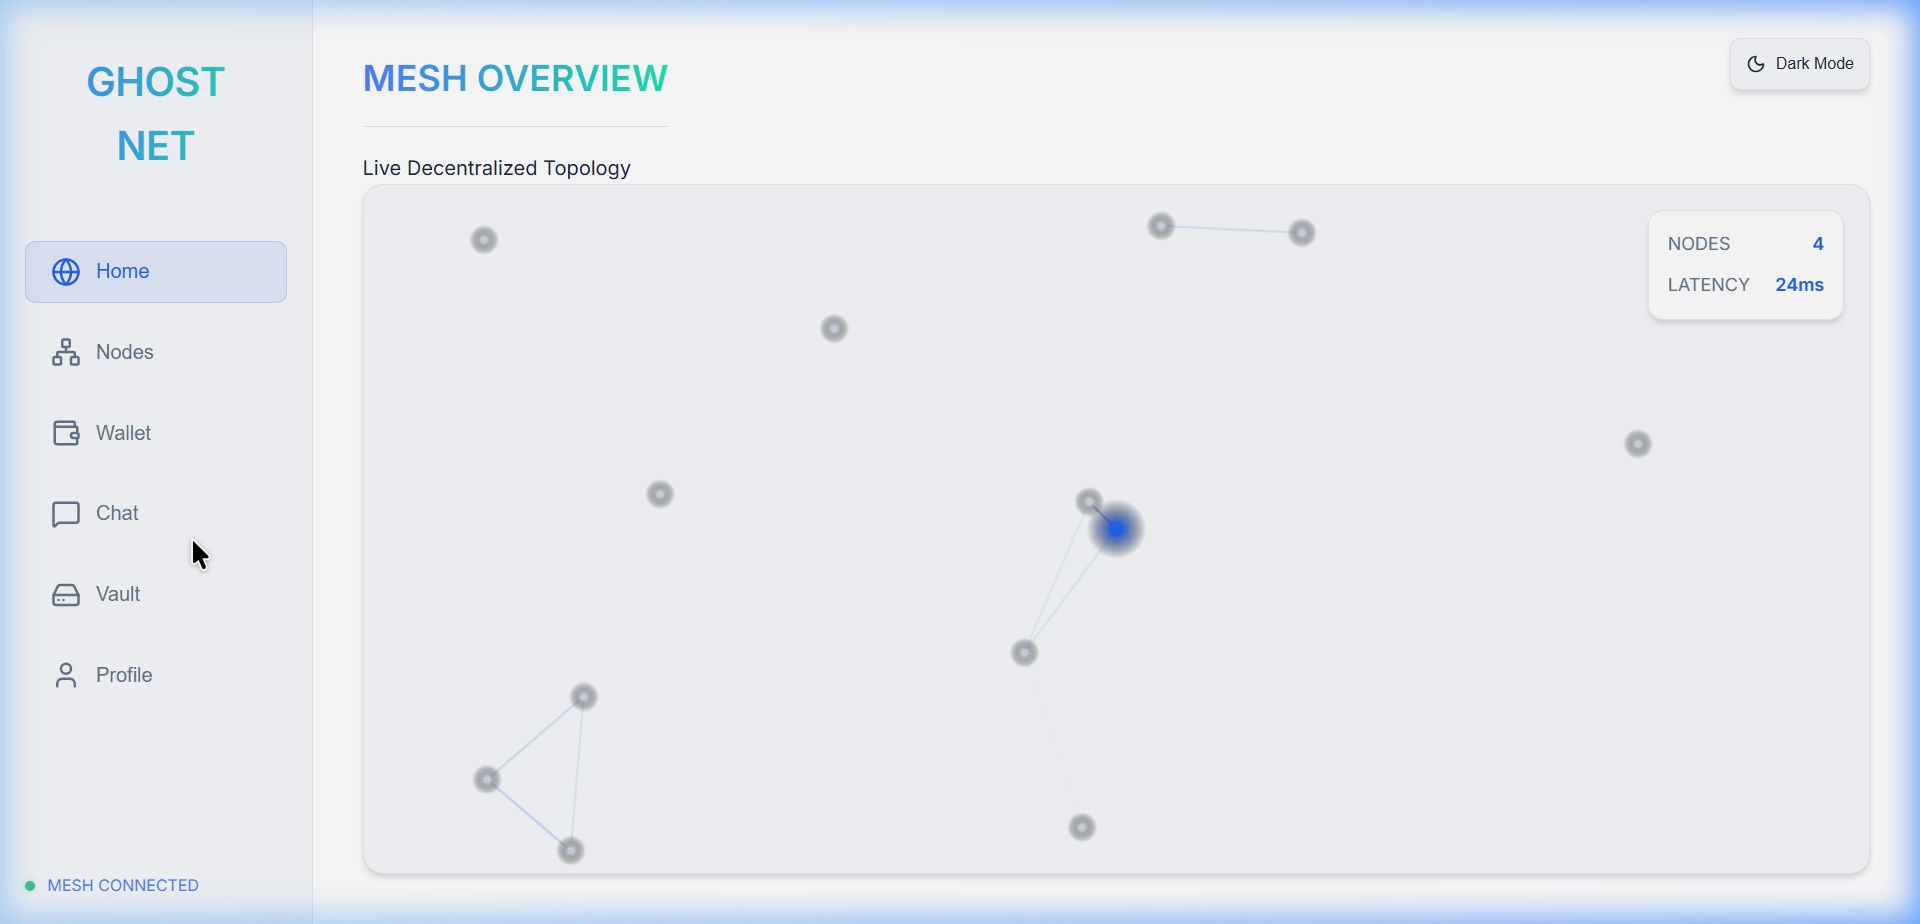 GHOST
NET
Home
Nodes
Wallet
Chat
Vault
Profile
MESH CONNECTED
MESH OVERVIEW
Dark Mode
Live Decentralized Topology
NODES 4
LATENCY 24ms